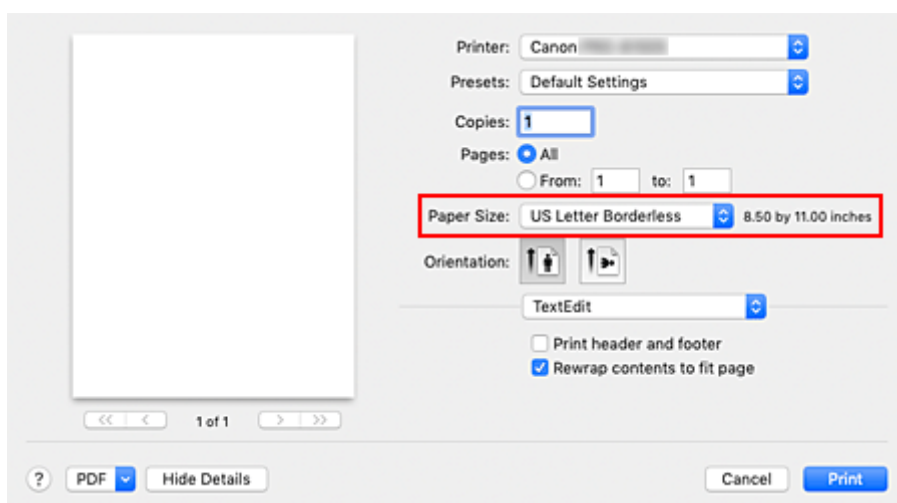 Printer: Canon
Presets: Default Settings
Copies: 1
Pages: All
From: 1 to: 1
Paper Size: US Letter Borderless 8.50 by 11.00 inches
Orientation:
TextEdit
Print header and footer
Rewrap contents to fit page
<< < 1 of 1 > >>
? PDF Hide Details Cancel Print